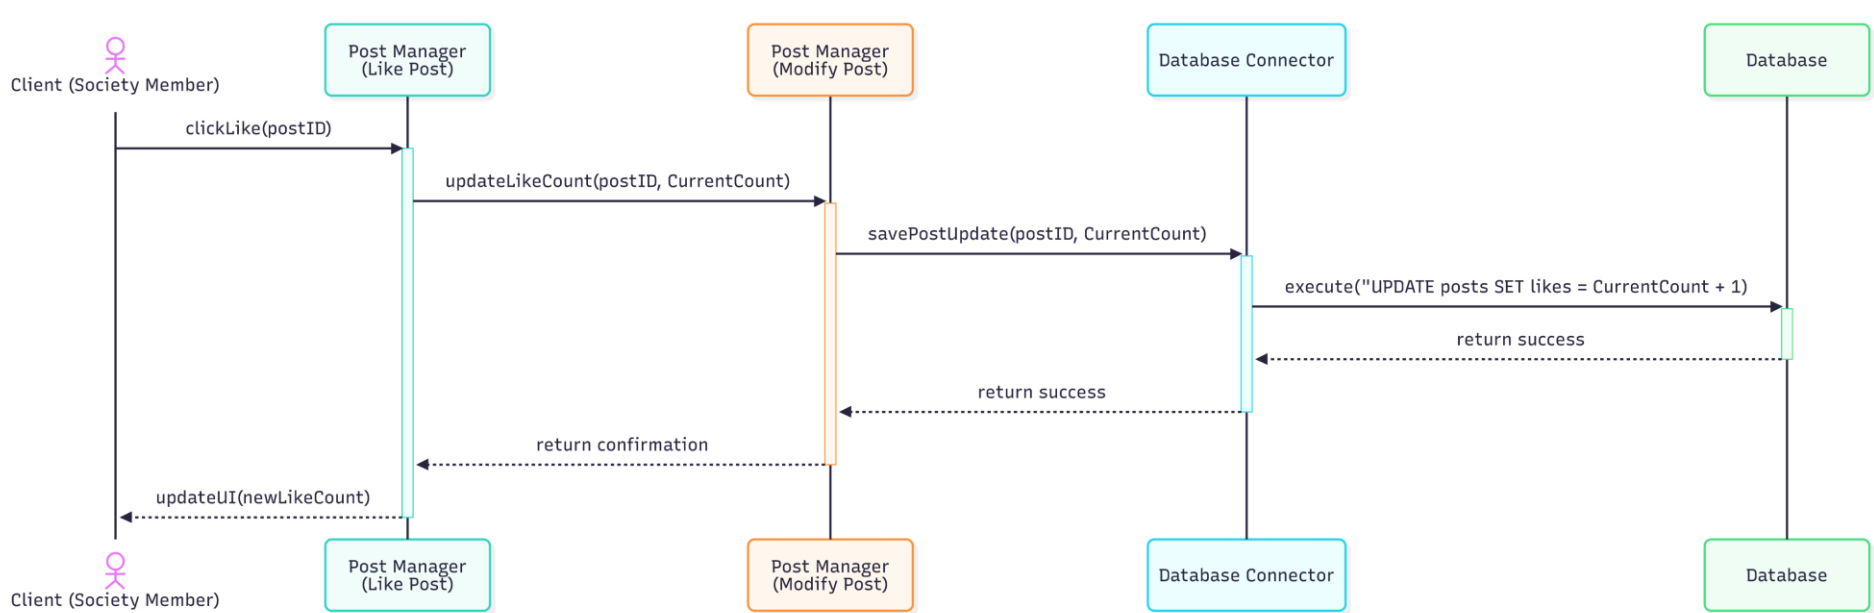 Client (Society Member)
Post Manager
(Like Post)
Post Manager
(Modify Post)
Database Connector
Database
clickLike(postID)
updateLikeCount(postID, CurrentCount)
savePostUpdate(postID, CurrentCount)
execute("UPDATE posts SET likes = CurrentCount + 1)
return success
return success
return confirmation
updateUI(newLikeCount)
Client (Society Member)
Post Manager
(Like Post)
Post Manager
(Modify Post)
Database Connector
Database